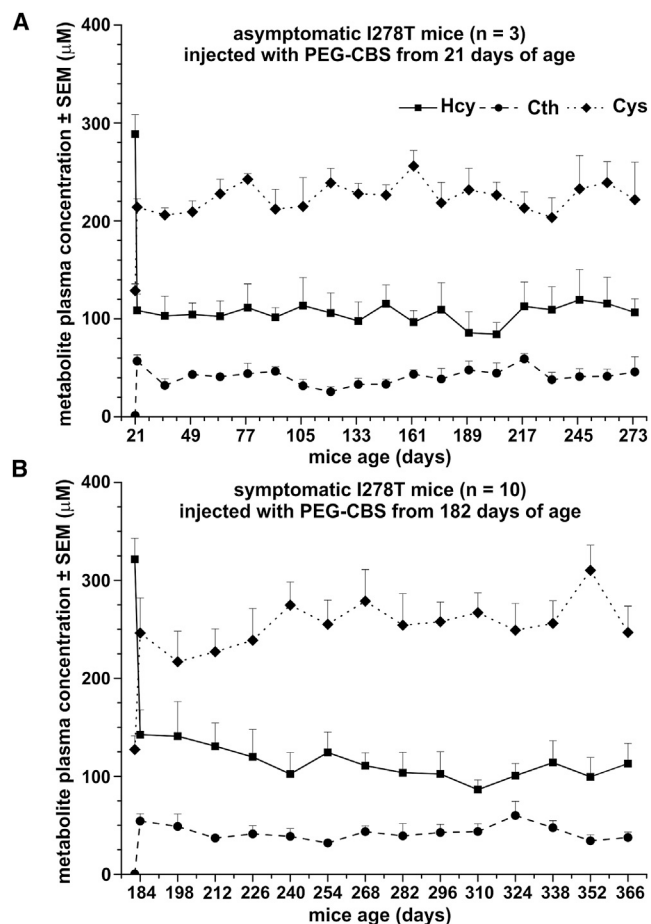 A
asymptomatic I278T mice (n = 3)
injected with PEG-CBS from 21 days of age
Hcy Cth Cys
metabolite plasma concentration ± SEM (μM)
400
300
200
100
0
21 49 77 105 133 161 189 217 245 273
mice age (days)
B
symptomatic I278T mice (n = 10)
injected with PEG-CBS from 182 days of age
metabolite plasma concentration ± SEM (μM)
400
300
200
100
0
184 198 212 226 240 254 268 282 296 310 324 338 352 366
mice age (days)